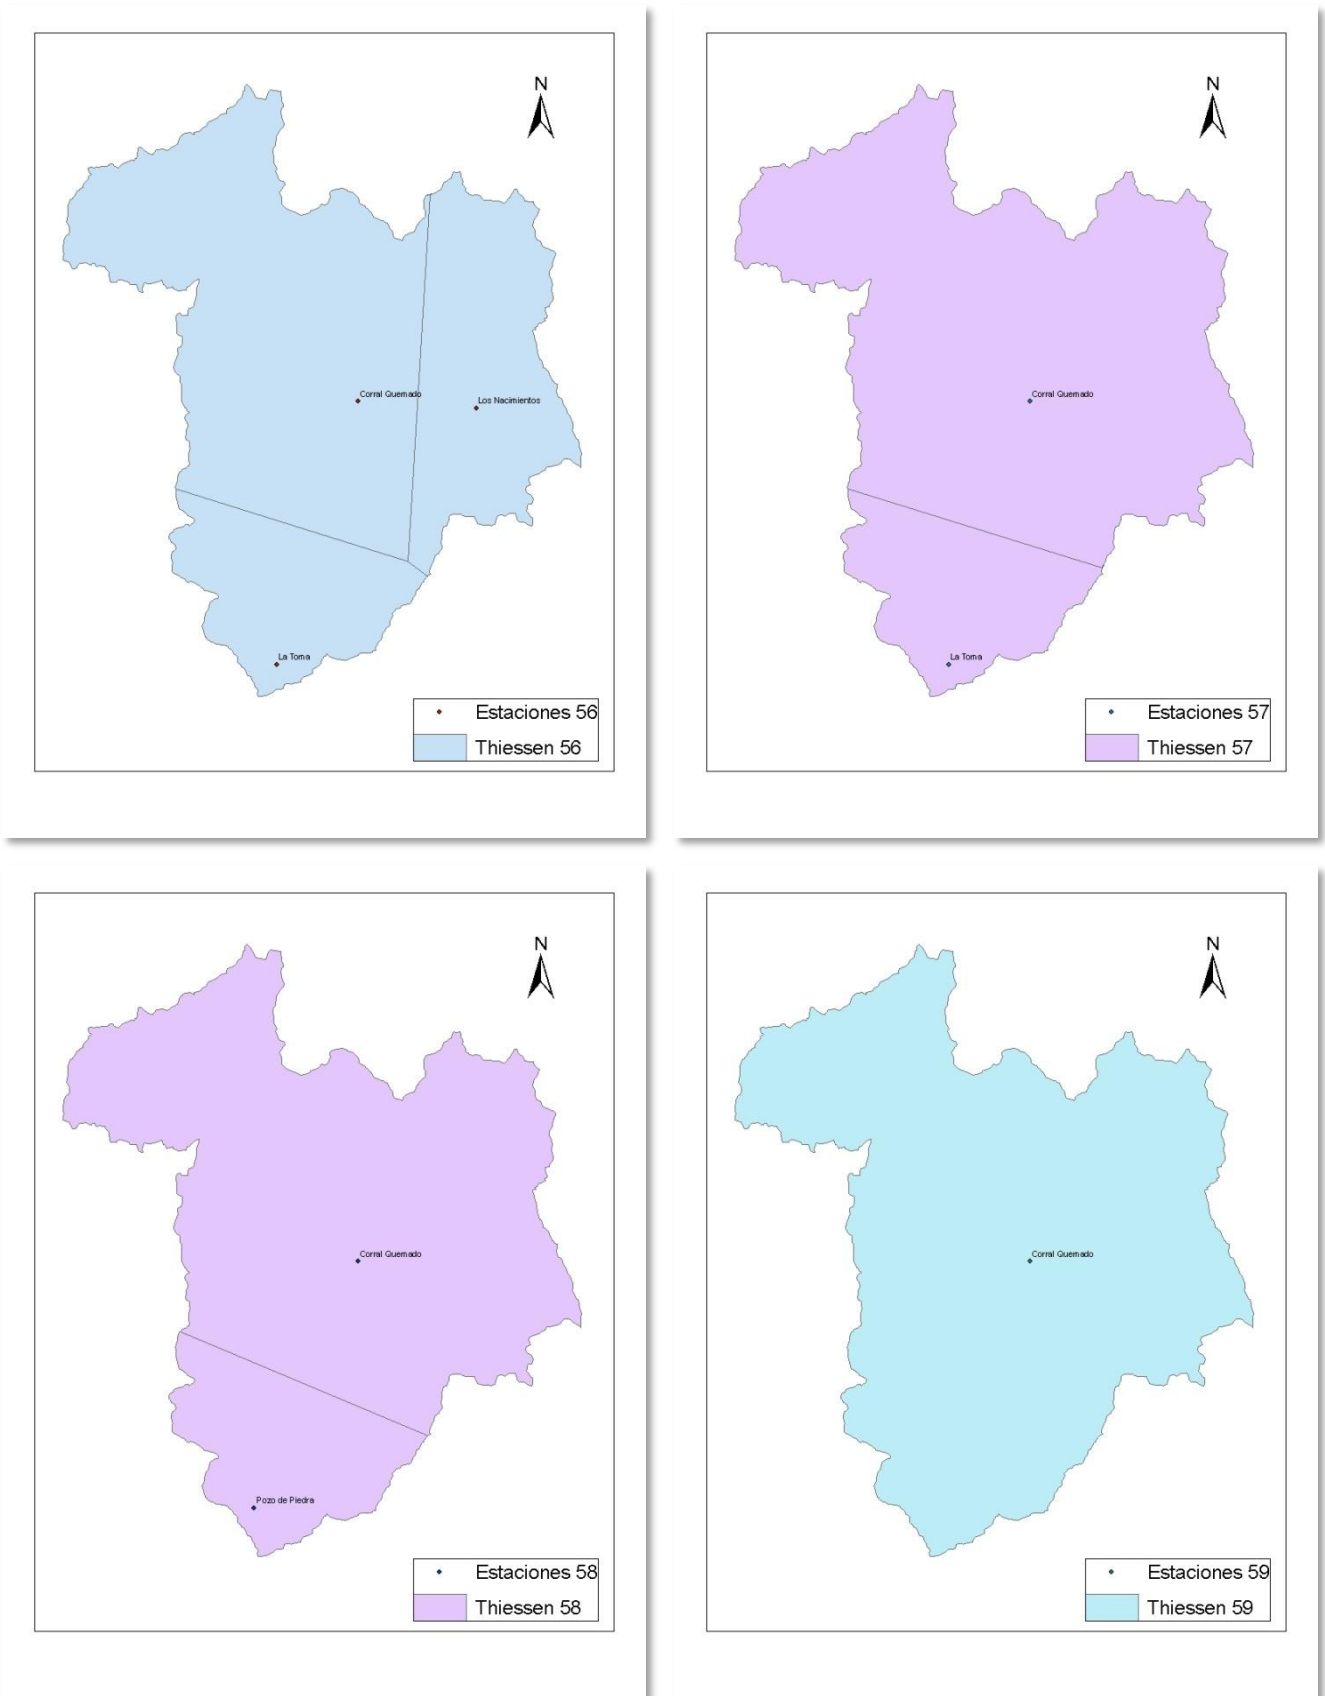 N
Corral Quemado
Los Nacimientos
La Toma
Estaciones 56
Thiessen 56
N
Corral Quemado
La Toma
Estaciones 57
Thiessen 57
N
Corral Quemado
Pozo de Piedra
Estaciones 58
Thiessen 58
N
Corral Quemado
Estaciones 59
Thiessen 59